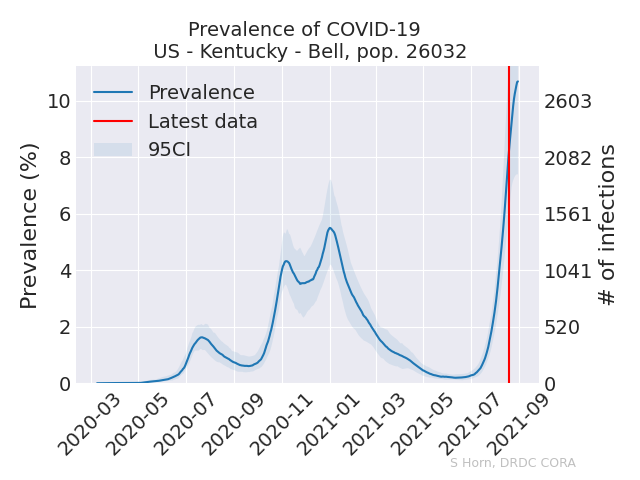 Prevalence of COVID-19
US - Kentucky - Bell, pop. 26032
Prevalence
Latest data
95CI
Prevalence (%)
10
8
6
4
2
0
2603
2082
1561
1041
520
0
# of infections
2020-03
2020-05
2020-07
2020-09
2020-11
2021-01
2021-03
2021-05
2021-07
2021-09
S Horn, DRDC CORA